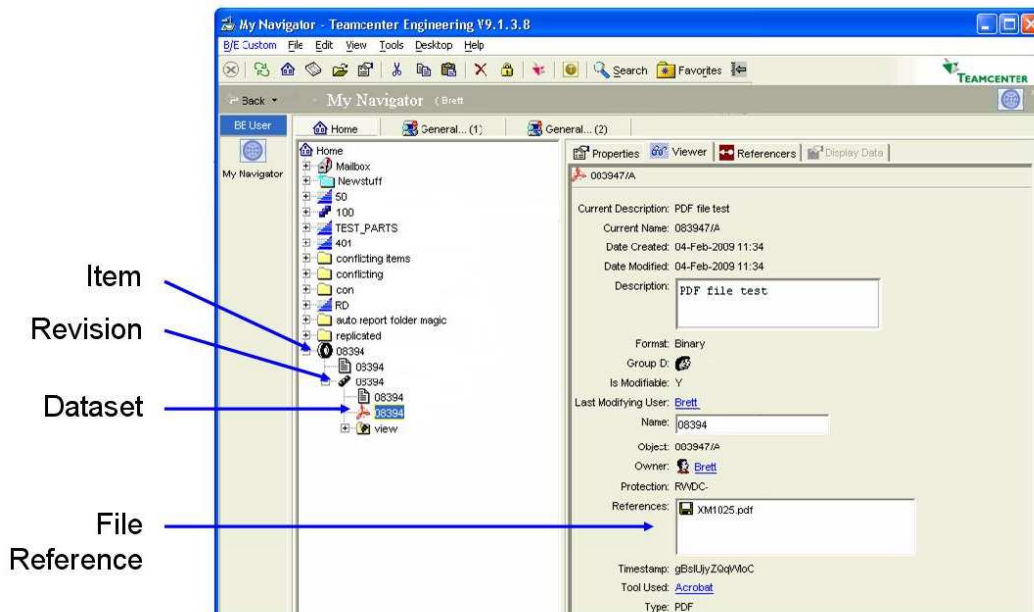 My Navigator - Teamcenter Engineering V9.1.3.8
B/E Custom File Edit View Tools Desktop Help
Search Favorites
TEAMCENTER
Back My Navigator (Brett
BE User
Home General... (1) General... (2)
My Navigator
Home
Mailbox
Newstuff
50
100
TEST_PARTS
401
conflicting items
conflicting
con
RD
auto report folder magic
replicated
08394
08394
08394
08394
08394
view
Item
Revision
Dataset
File
Reference
Properties Viewer Referencers Display Data
083947/A
Current Description: PDF file test
Current Name: 083947/A
Date Created: 04-Feb-2009 11:34
Date Modified: 04-Feb-2009 11:34
Description: PDF file test
Format: Binary
Group D:
Is Modifiable: Y
Last Modifying User: Brett
Name: 08394
Object: 083947/A
Owner: Brett
Protection: RWDC-
References: XM1025.pdf
Timestamp:
Tool Used: Acrobat
Type: PDF